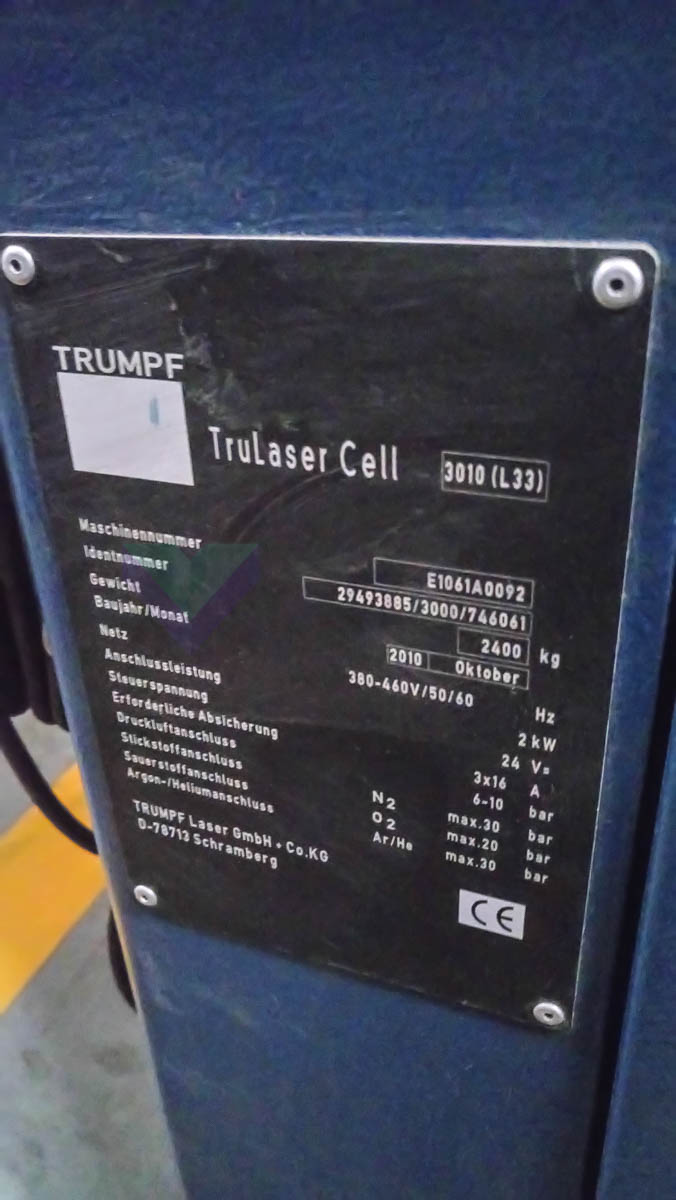 TRUMPF
TruLaser Cell 3010 (L33)
Maschinennummer E1061A0092
Identnummer 29493885/3000/746061
Gewicht 2400 kg
Baujahr/Monat 2010 Oktober
Netz 380-460V/50/60 Hz
Anschlussleistung 2 kW
Steuerspannung 24 V=
Erforderliche Absicherung 3x16 A
Druckluftanschluss 6-10 bar
Stickstoffanschluss N2 max.30 bar
Sauerstoffanschluss O2 max.20 bar
Argon-/Heliumanschluss Ar/He max.30 bar
TRUMPF Laser GmbH + Co.KG
D-78713 Schramberg
CE